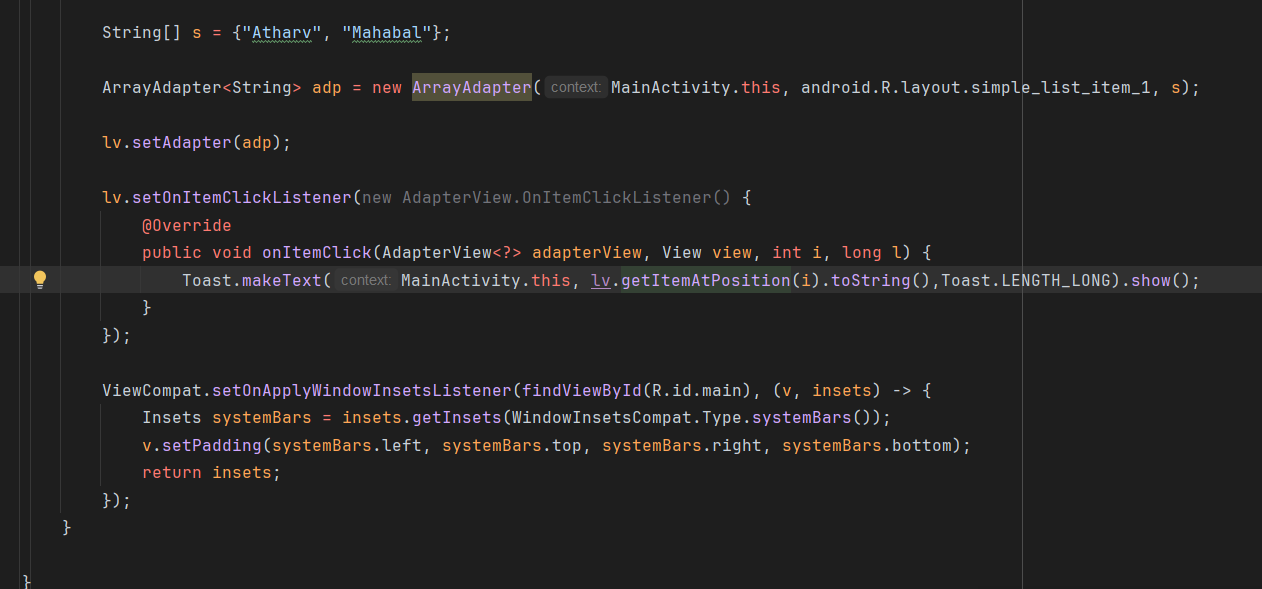 String[] s = {"Atharv", "Mahabal"};
ArrayAdapter<String> adp = new ArrayAdapter( context: MainActivity.this, android.R.layout.simple_list_item_1, s);
lv.setAdapter(adp);
lv.setOnItemClickListener(new AdapterView.OnItemClickListener() {
@Override
public void onItemClick(AdapterView<?> adapterView, View view, int i, long l) {
Toast.makeText( context: MainActivity.this, lv.getItemAtPosition(i).toString(),Toast.LENGTH_LONG).show();
}
});
ViewCompat.setOnApplyWindowInsetsListener(findViewById(R.id.main), (v, insets) -> {
Insets systemBars = insets.getInsets(WindowInsetsCompat.Type.systemBars());
v.setPadding(systemBars.left, systemBars.top, systemBars.right, systemBars.bottom);
return insets;
});
}
}